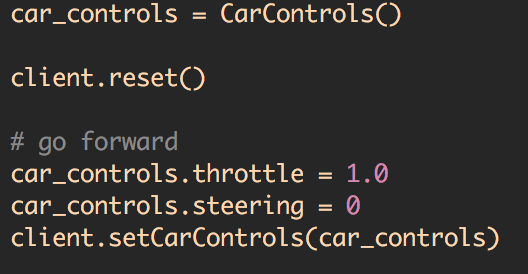 car_controls = CarControls()
client.reset()
# go forward
car_controls.throttle = 1.0
car_controls.steering = 0
client.setCarControls(car_controls)